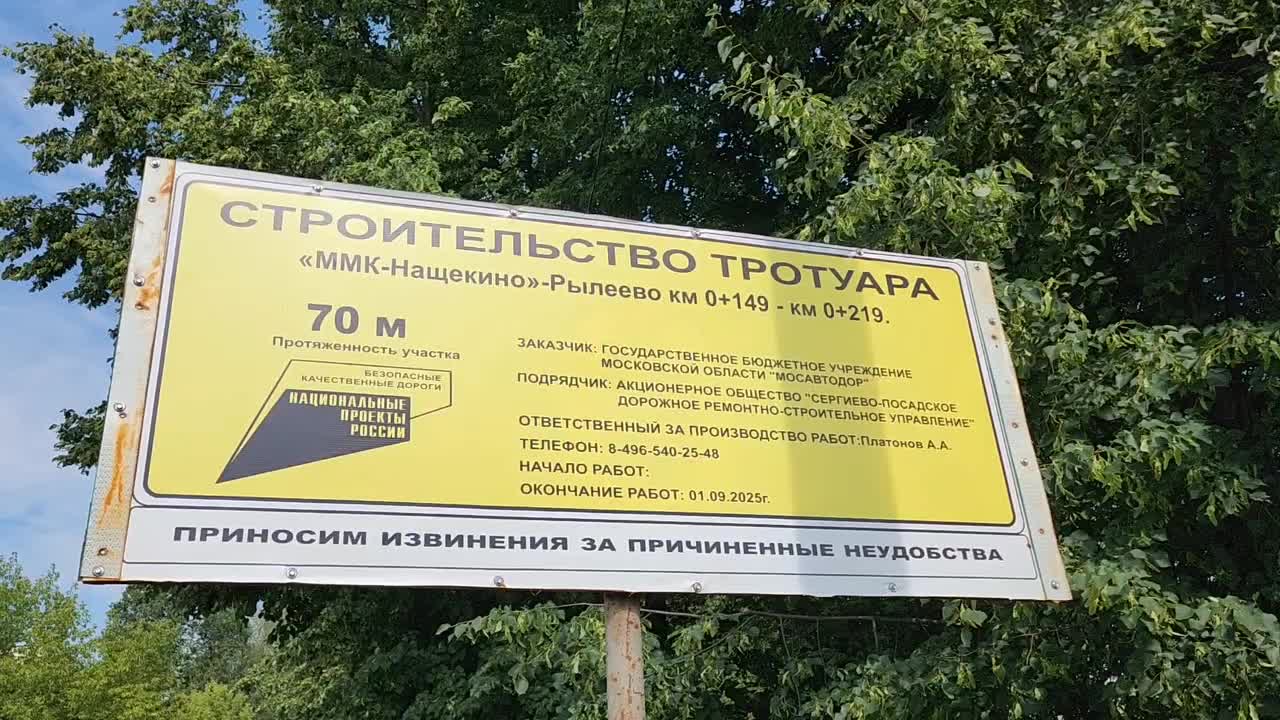 СТРОИТЕЛЬСТВО ТРОТУАРА
«ММК-Нащекино»-Рылеево км 0+149 - км 0+219.
70 м
Протяженность участка
БЕЗОПАСНЫЕ
КАЧЕСТВЕННЫЕ ДОРОГИ
НАЦИОНАЛЬНЫЕ
ПРОЕКТЫ
РОССИИ
ЗАКАЗЧИК: ГОСУДАРСТВЕННОЕ БЮДЖЕТНОЕ УЧРЕЖДЕНИЕ
МОСКОВСКОЙ ОБЛАСТИ "МОСАВТОДОР"
ПОДРЯДЧИК: АКЦИОНЕРНОЕ ОБЩЕСТВО "СЕРГИЕВО-ПОСАДСКОЕ
ДОРОЖНОЕ РЕМОНТНО-СТРОИТЕЛЬНОЕ УПРАВЛЕНИЕ"
ОТВЕТСТВЕННЫЙ ЗА ПРОИЗВОДСТВО РАБОТ:Платонов А.А.
ТЕЛЕФОН: 8-496-540-25-48
НАЧАЛО РАБОТ:
ОКОНЧАНИЕ РАБОТ: 01.09.2025г.
ПРИНОСИМ ИЗВИНЕНИЯ ЗА ПРИЧИНЕННЫЕ НЕУДОБСТВА